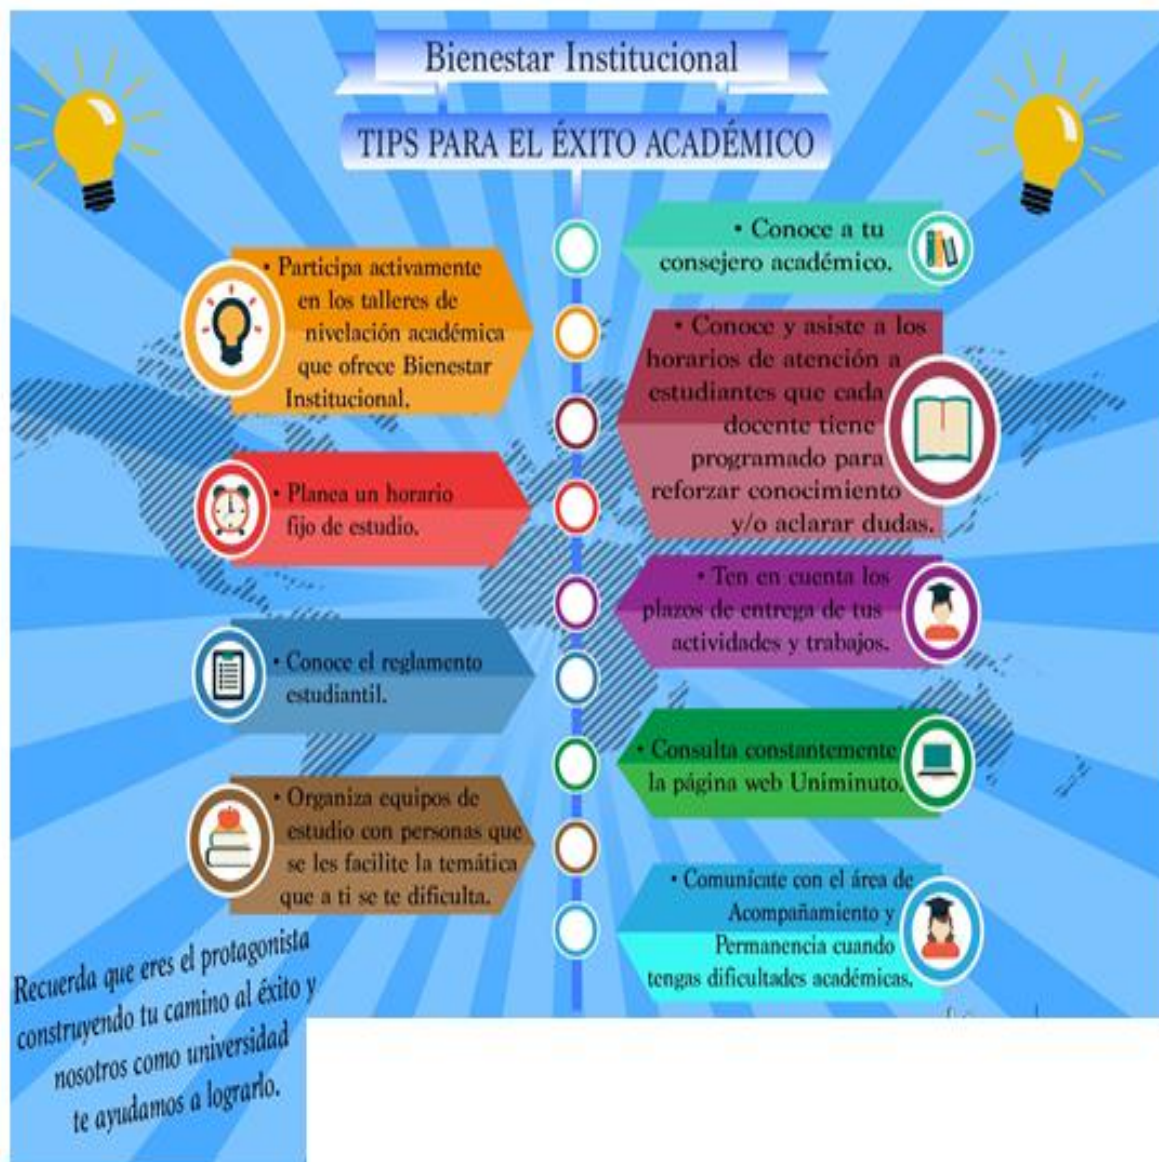 Bienestar Institucional
TIPS PARA EL ÉXITO ACADÉMICO
• Conoce a tu
consejero académico.
• Participa activamente
en los talleres de
nivelación académica
que ofrece Bienestar
Institucional.
• Conoce y asiste a los
horarios de atención a
estudiantes que cada
docente tiene
programado para
reforzar conocimiento
y/o aclarar dudas.
• Planea un horario
fijo de estudio.
• Ten en cuenta los
plazos de entrega de tus
actividades y trabajos.
• Conoce el reglamento
estudiantil.
• Consulta constantemente
la página web Uniminuto.
• Organiza equipos de
estudio con personas que
se les facilite la temática
que a ti se te dificulta.
• Comunícate con el área de
Acompañamiento y
Permanencia cuando
tengas dificultades académicas.
Recuerda que eres el protagonista
construyendo tu camino al éxito y
nosotros como universidad
te ayudamos a lograrlo.